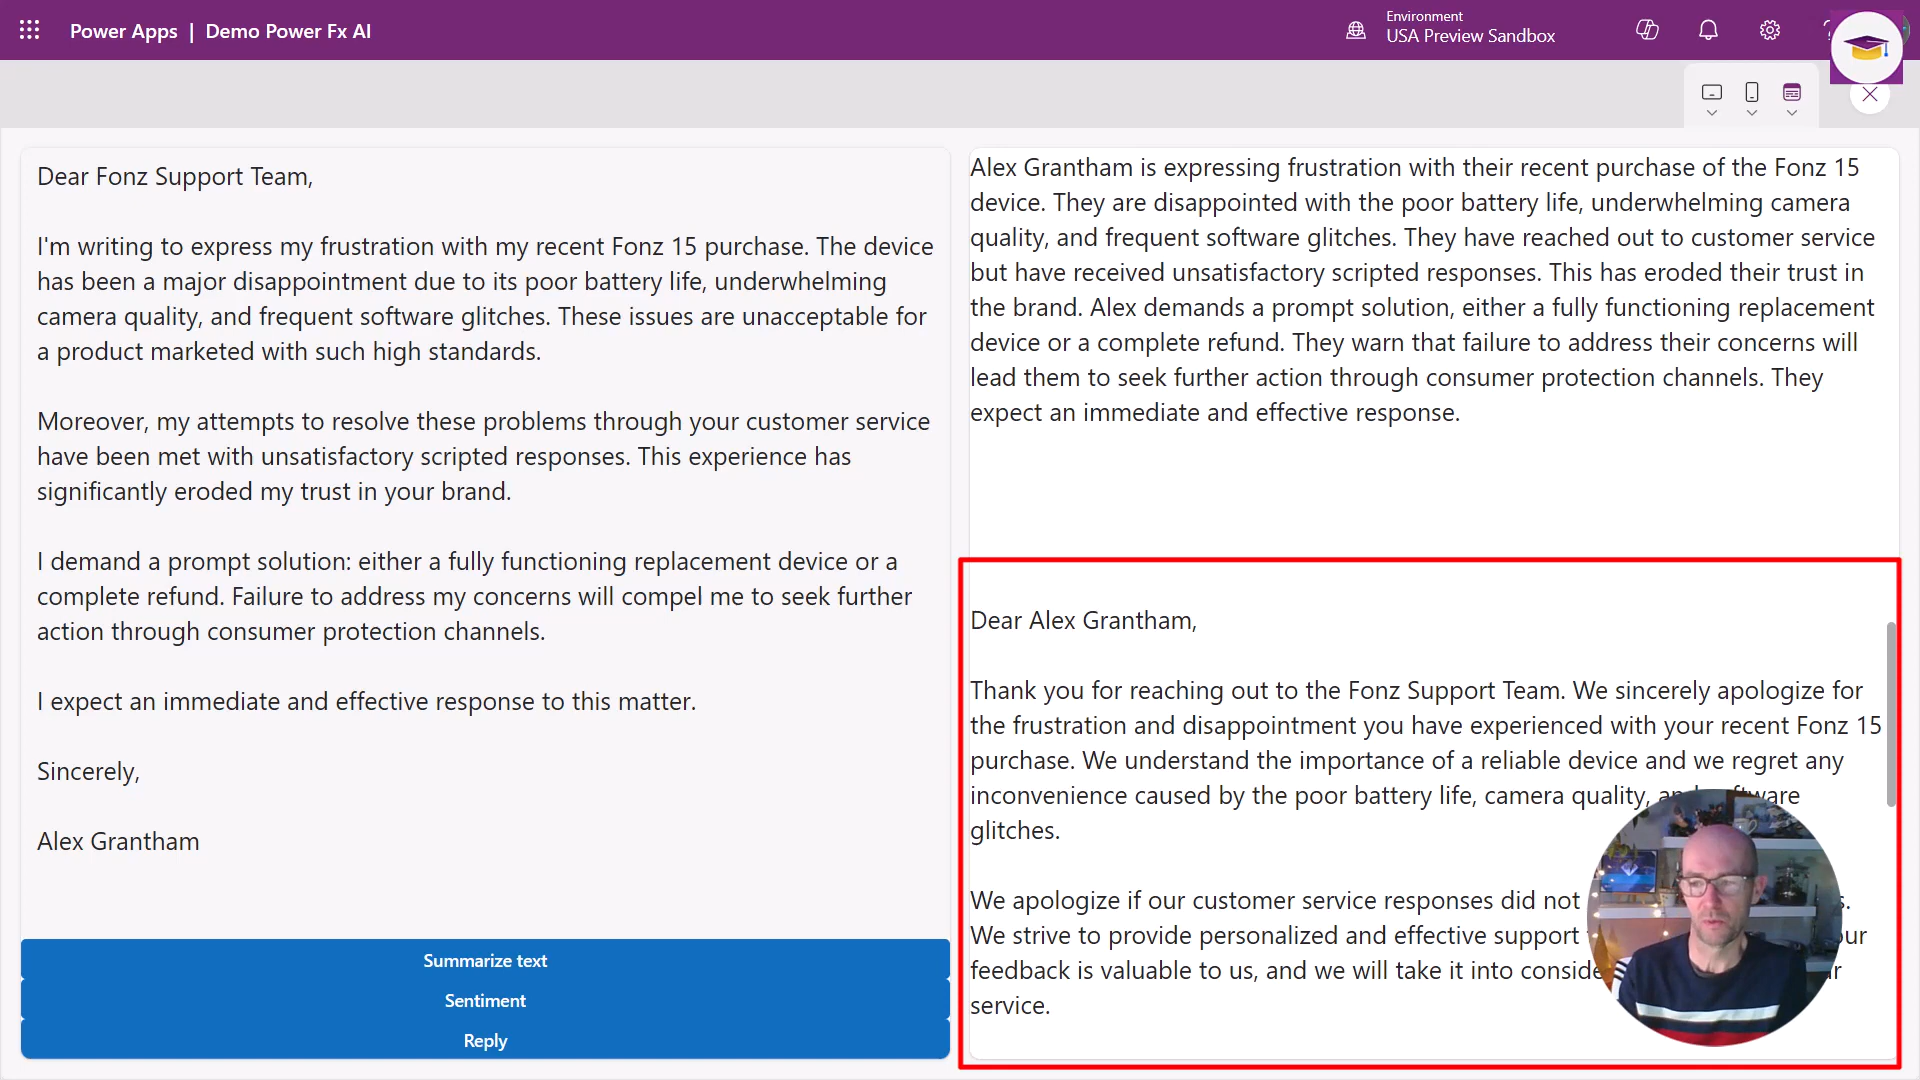 Power Apps | Demo Power Fx AI
Environment
USA Preview Sandbox
Dear Fonz Support Team,
I'm writing to express my frustration with my recent Fonz 15 purchase. The device
has been a major disappointment due to its poor battery life, underwhelming
camera quality, and frequent software glitches. These issues are unacceptable for
a product marketed with such high standards.
Moreover, my attempts to resolve these problems through your customer service
have been met with unsatisfactory scripted responses. This experience has
significantly eroded my trust in your brand.
I demand a prompt solution: either a fully functioning replacement device or a
complete refund. Failure to address my concerns will compel me to seek further
action through consumer protection channels.
I expect an immediate and effective response to this matter.
Sincerely,
Alex Grantham
Summarize text
Sentiment
Reply
Alex Grantham is expressing frustration with their recent purchase of the Fonz 15
device. They are disappointed with the poor battery life, underwhelming camera
quality, and frequent software glitches. They have reached out to customer service
but have received unsatisfactory scripted responses. This has eroded their trust in
the brand. Alex demands a prompt solution, either a fully functioning replacement
device or a complete refund. They warn that failure to address their concerns will
lead them to seek further action through consumer protection channels. They
expect an immediate and effective response.
Dear Alex Grantham,
Thank you for reaching out to the Fonz Support Team. We sincerely apologize for
the frustration and disappointment you have experienced with your recent Fonz 15
purchase. We understand the importance of a reliable device and we regret any
inconvenience caused by the poor battery life, camera quality, and software
glitches.
We apologize if our customer service responses did not
We strive to provide personalized and effective support
feedback is valuable to us, and we will take it into
service.